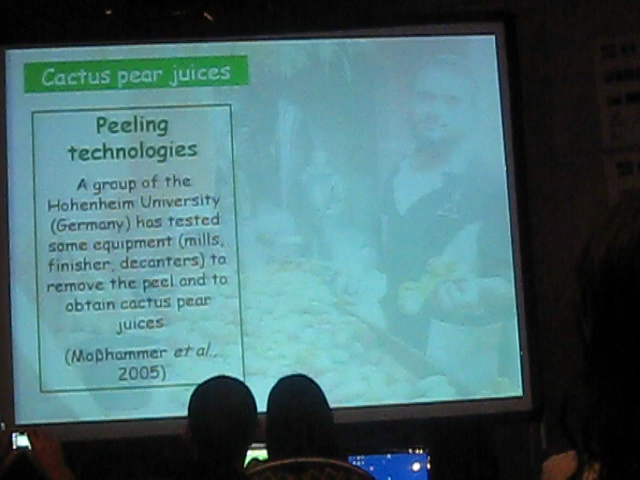 Cactus pear juices
Peeling
technologies
A group of the
Hohenheim University
(Germany) has tested
some equipment (mills,
finisher, decanters) to
remove the peel and to
obtain cactus pear
juices
(Moβhammer et al.,
2005)